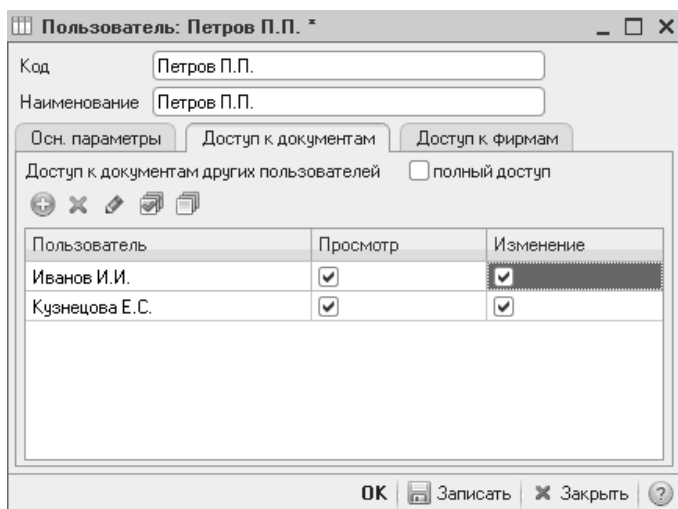 Пользователь: Петров П.П. *
Код Петров П.П.
Наименование Петров П.П.
Осн. параметры Доступ к документам Доступ к фирмам
Доступ к документам других пользователей полный доступ
Пользователь Просмотр Изменение
Иванов И.И.
Кузнецова Е.С.
OK Записать Закрыть ?